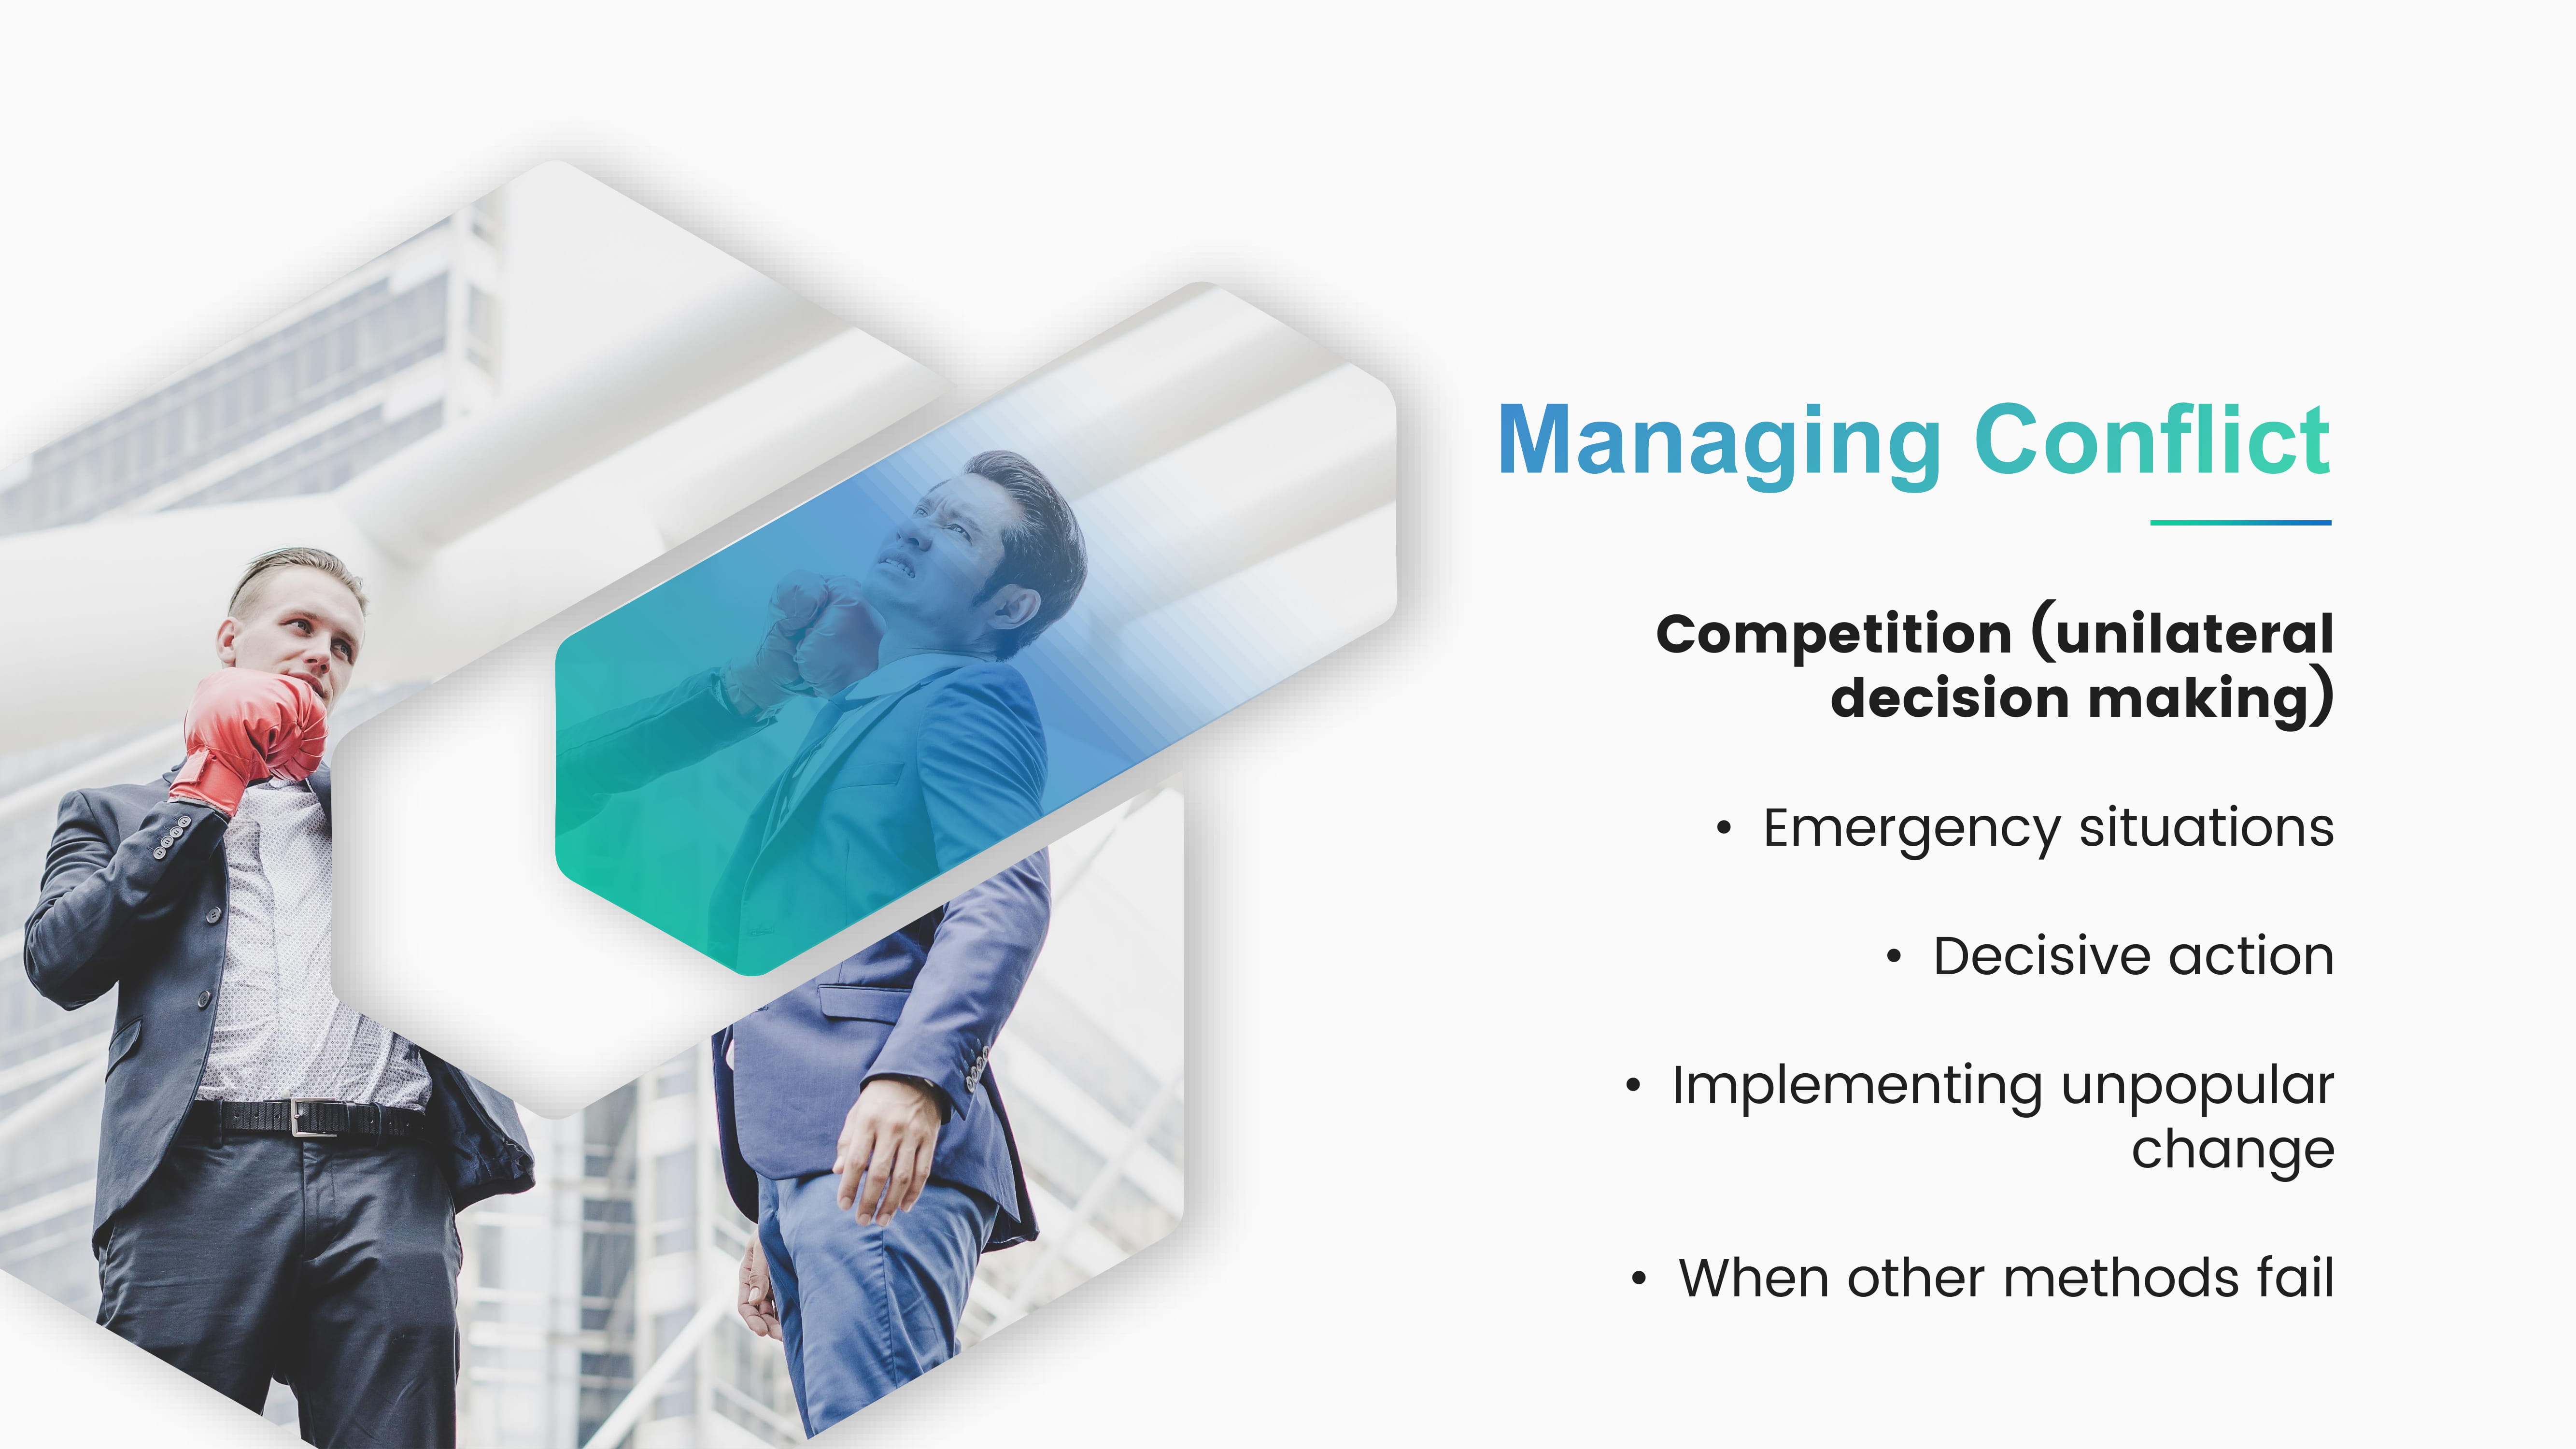 Managing Conflict
Competition (unilateral
decision making)
• Emergency situations
• Decisive action
• Implementing unpopular
change
• When other methods fail